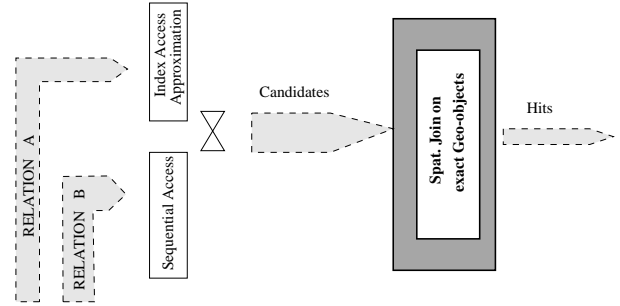 RELATION A
RELATION B
Index Access
Approximation
Sequential Access
Candidates
Spat. Join on
exact Geo-objects
Hits